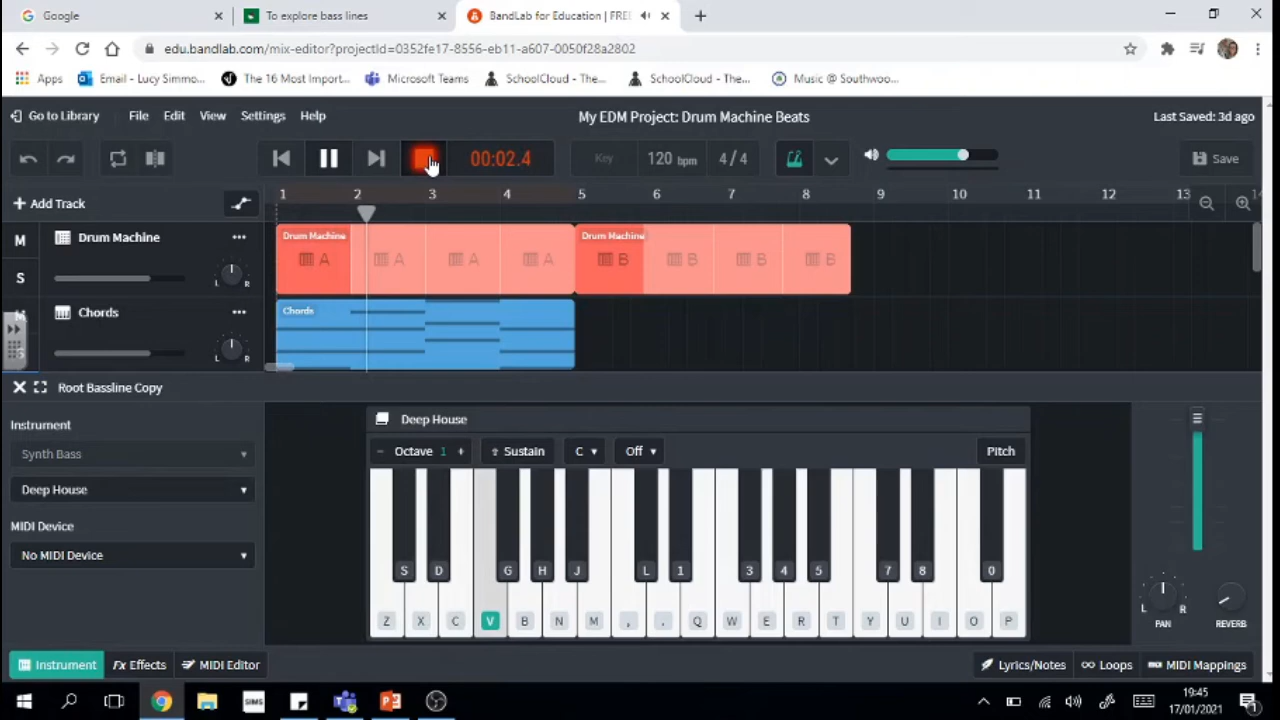 Google
To explore bass lines
BandLab for Education | FREE
edu.bandlab.com/mix-editor?projectId=0352fe17-8556-eb11-a607-0050f28a2802
Apps
Email - Lucy Simmo...
The 16 Most Import...
Microsoft Teams
SchoolCloud - The...
SchoolCloud - The...
Music @ Southwoo...
Go to Library
File
Edit
View
Settings
Help
My EDM Project: Drum Machine Beats
Last Saved: 3d ago
00:02.4
Key
120 bpm
4/4
Save
+ Add Track
1 2 3 4 5 6 7 8 9 10 11 12 13 14
M
Drum Machine
S
L R
Drum Machine
A A A A
Drum Machine
B B B B
M
Chords
S
L R
Chords
Root Bassline Copy
Instrument
Synth Bass
Deep House
MIDI Device
No MIDI Device
Deep House
- Octave 1 +
Sustain
C
Off
Pitch
S D G H J L 1 3 4 5 7 8 0
Z X C V B N M , . Q W E R T Y U I O P
L R
PAN
REVERB
Instrument
Fx Effects
MIDI Editor
Lyrics/Notes
Loops
MIDI Mappings
SIMS
19:45
17/01/2021
1